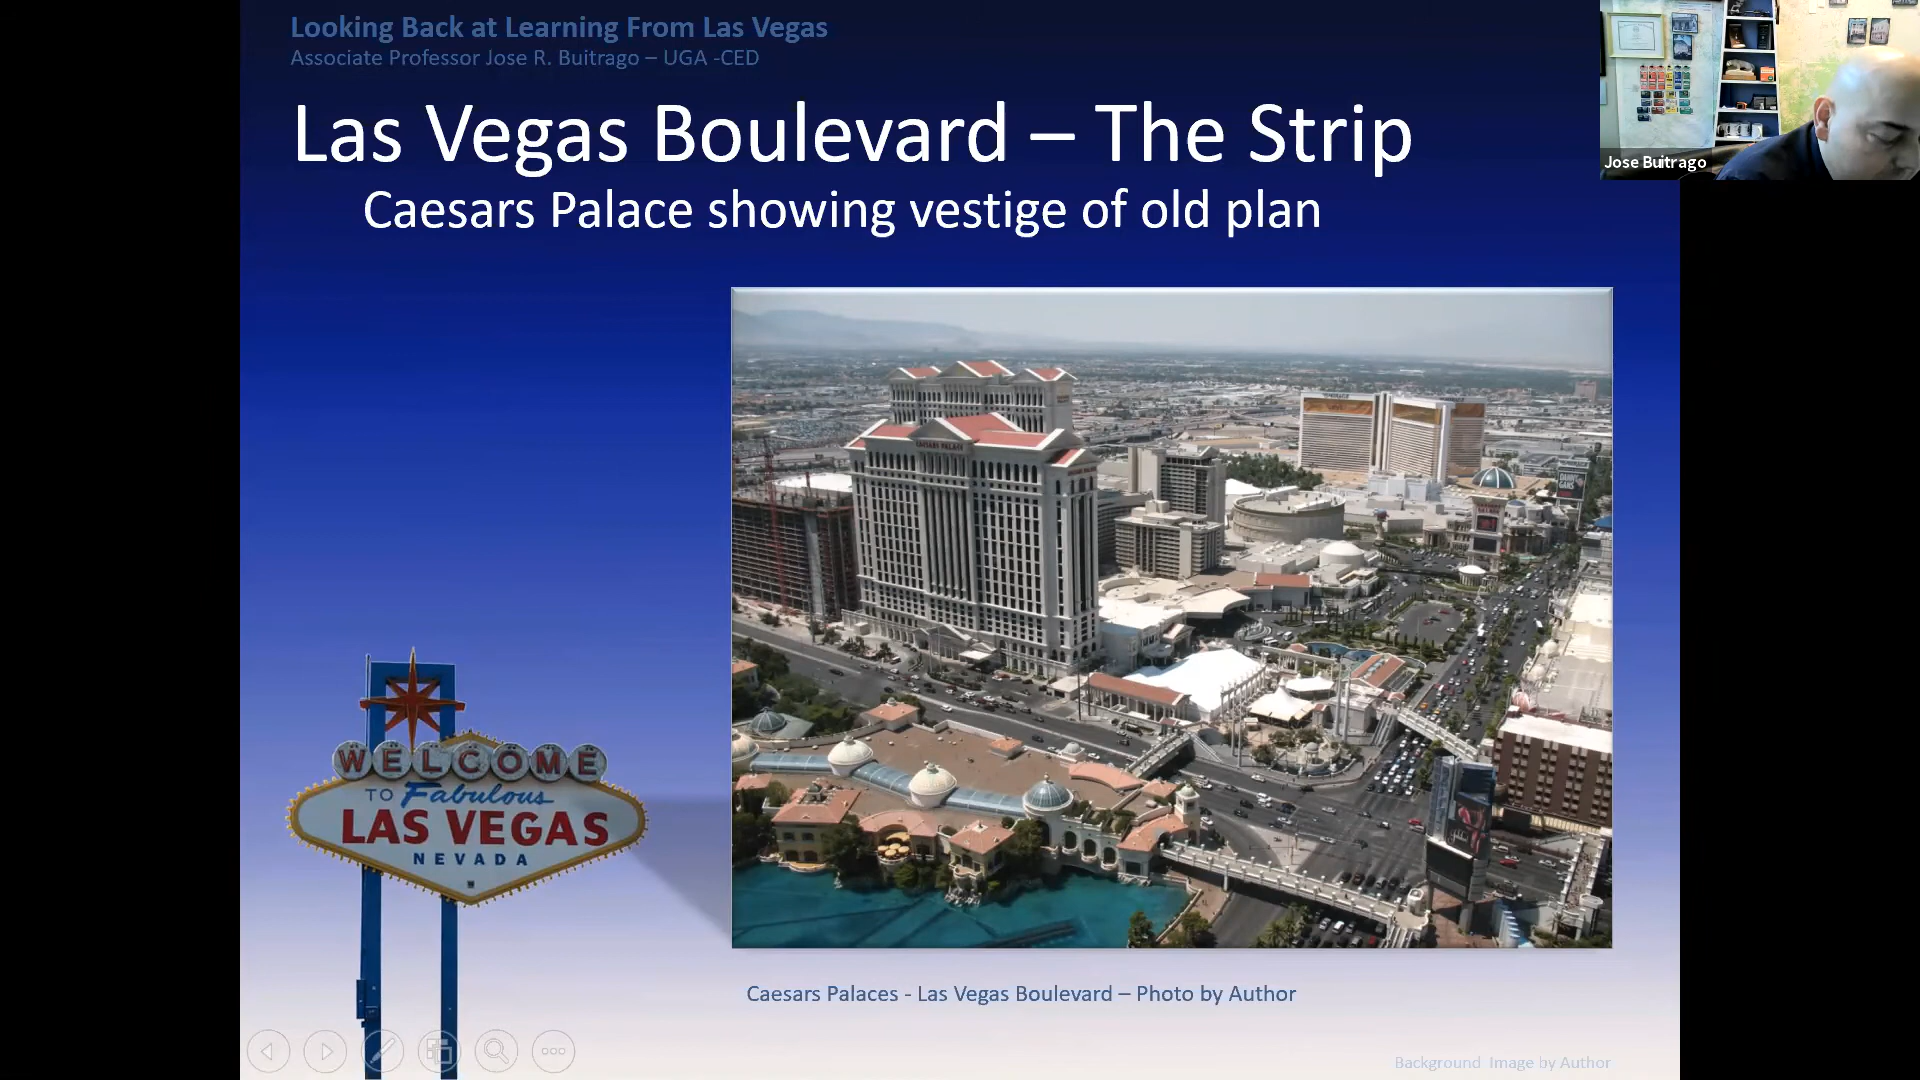 Looking Back at Learning From Las Vegas
Associate Professor Jose R. Buitrago – UGA -CED
Las Vegas Boulevard – The Strip
Caesars Palace showing vestige of old plan
Jose Buitrago
CAESARS PALACE
WELCOME
TO Fabulous
LAS VEGAS
NEVADA
Caesars Palaces - Las Vegas Boulevard – Photo by Author
Background Image by Author